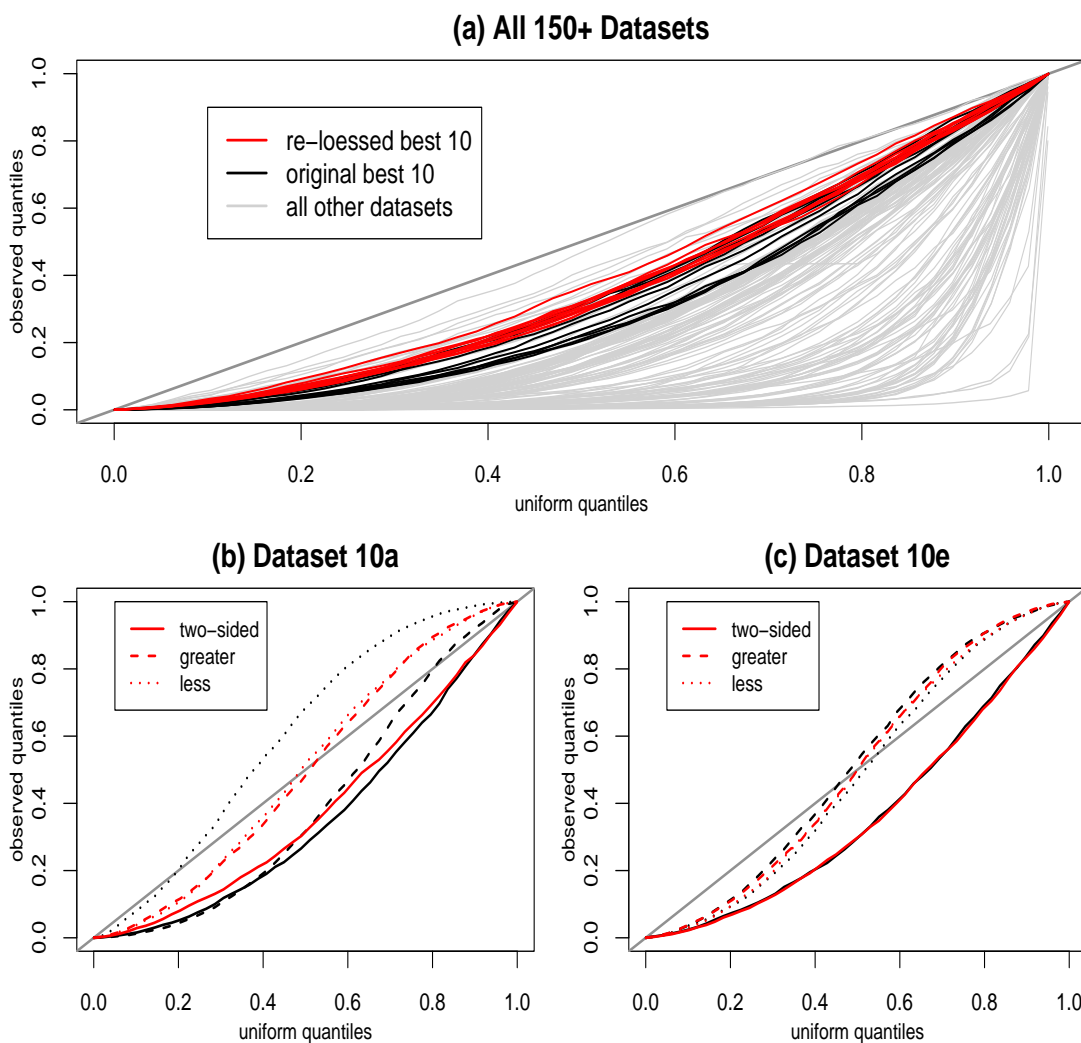 (a) All 150+ Datasets
observed quantiles
0.0 0.2 0.4 0.6 0.8 1.0
re−loessed best 10
original best 10
all other datasets
0.0 0.2 0.4 0.6 0.8 1.0
uniform quantiles
(b) Dataset 10a
observed quantiles
0.0 0.2 0.4 0.6 0.8 1.0
two−sided
greater
less
0.0 0.2 0.4 0.6 0.8 1.0
uniform quantiles
(c) Dataset 10e
observed quantiles
0.0 0.2 0.4 0.6 0.8 1.0
two−sided
greater
less
0.0 0.2 0.4 0.6 0.8 1.0
uniform quantiles